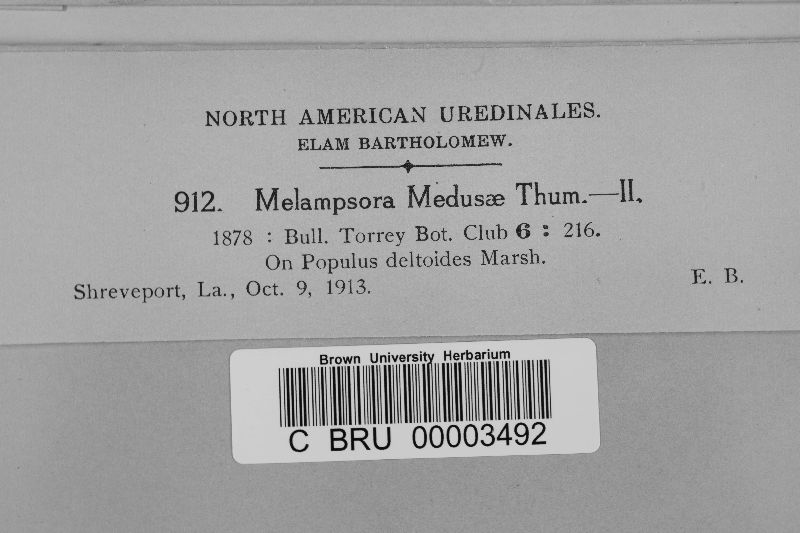 NORTH AMERICAN UREDINALES.
ELAM BARTHOLOMEW.
912. Melampsora Medusæ Thum.—II.
1878 : Bull. Torrey Bot. Club 6 : 216.
On Populus deltoides Marsh.
Shreveport, La., Oct. 9, 1913. E. B.
Brown University Herbarium
C BRU 00003492